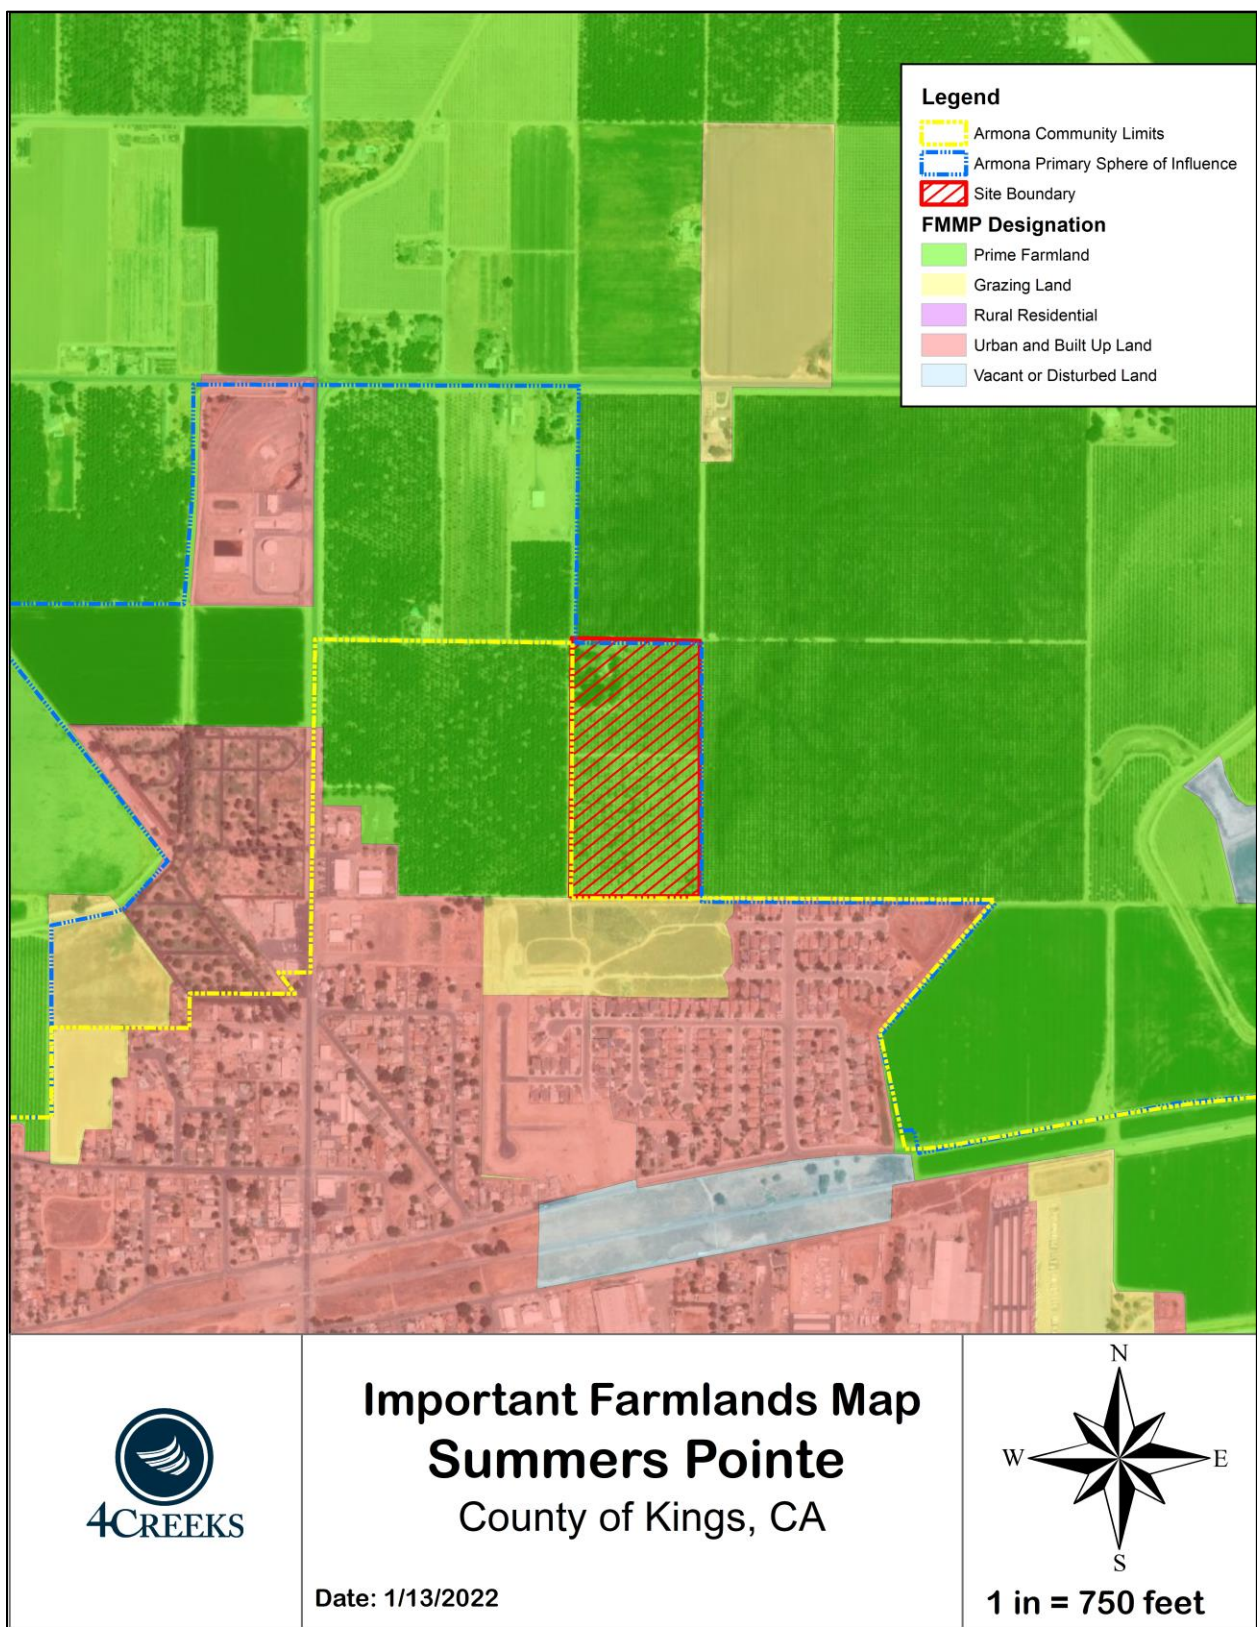 Legend
Armona Community Limits
Armona Primary Sphere of Influence
Site Boundary
FMMP Designation
Prime Farmland
Grazing Land
Rural Residential
Urban and Built Up Land
Vacant or Disturbed Land
4CREEKS
Important Farmlands Map
Summers Pointe
County of Kings, CA
Date: 1/13/2022
N
W E
S
1 in = 750 feet